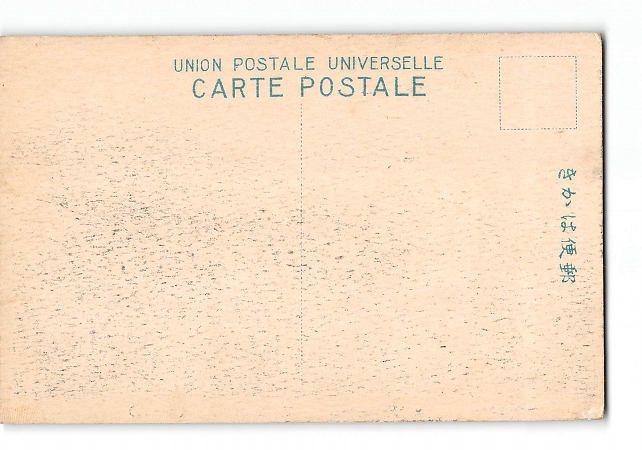 UNION POSTALE UNIVERSELLE
CARTE POSTALE
きかは便郵